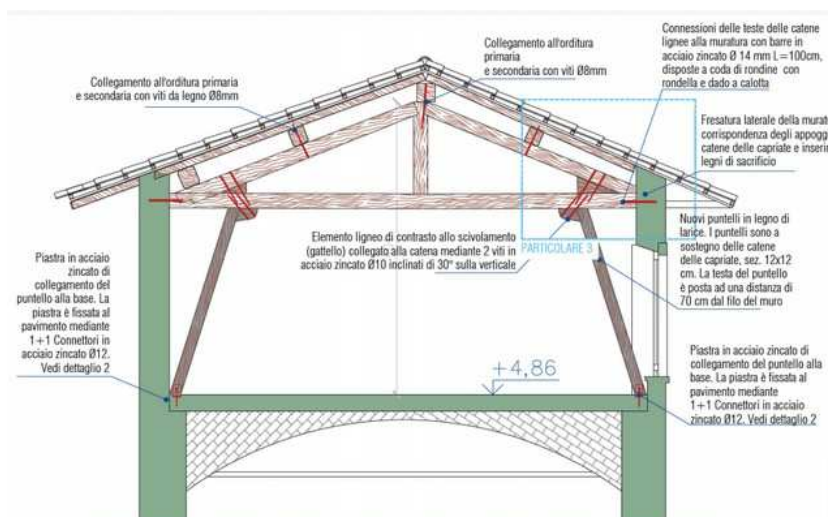 Collegamento all'orditura primaria
e secondaria con viti da legno Ø8mm
Collegamento all'orditura
primaria
e secondaria con viti Ø8mm
Connessioni delle teste delle catene
lignee alla muratura con barre in
acciaio zincato Ø 14 mm L=100cm,
disposte a coda di rondine con
rondella e dado a calotta
Fresatura laterale della
corrispondenza degli
catene delle capriate e
legni di sacrificio
Nuovi puntelli in legno di
larice. I puntelli sono a
sostegno delle catene
delle capriate, sez. 12x12
cm. La testa del puntello
è posta ad una distanza di
70 cm dal filo del muro
Elemento ligneo di contrasto allo scivolamento
(gattello) collegato alla catena mediante 2 viti in
acciaio zincato Ø10 inclinati di 30° sulla verticale
PARTICOLARE 3
Piastra in acciaio
zincato di
collegamento del
puntello alla base. La
piastra è fissata al
pavimento mediante
1+1 Connettori in
acciaio zincato Ø12.
Vedi dettaglio 2
+4,86
Piastra in acciaio zincato di
collegamento del puntello alla
base. La piastra è fissata al
pavimento mediante
1+1 Connettori in acciaio
zincato Ø12. Vedi dettaglio 2